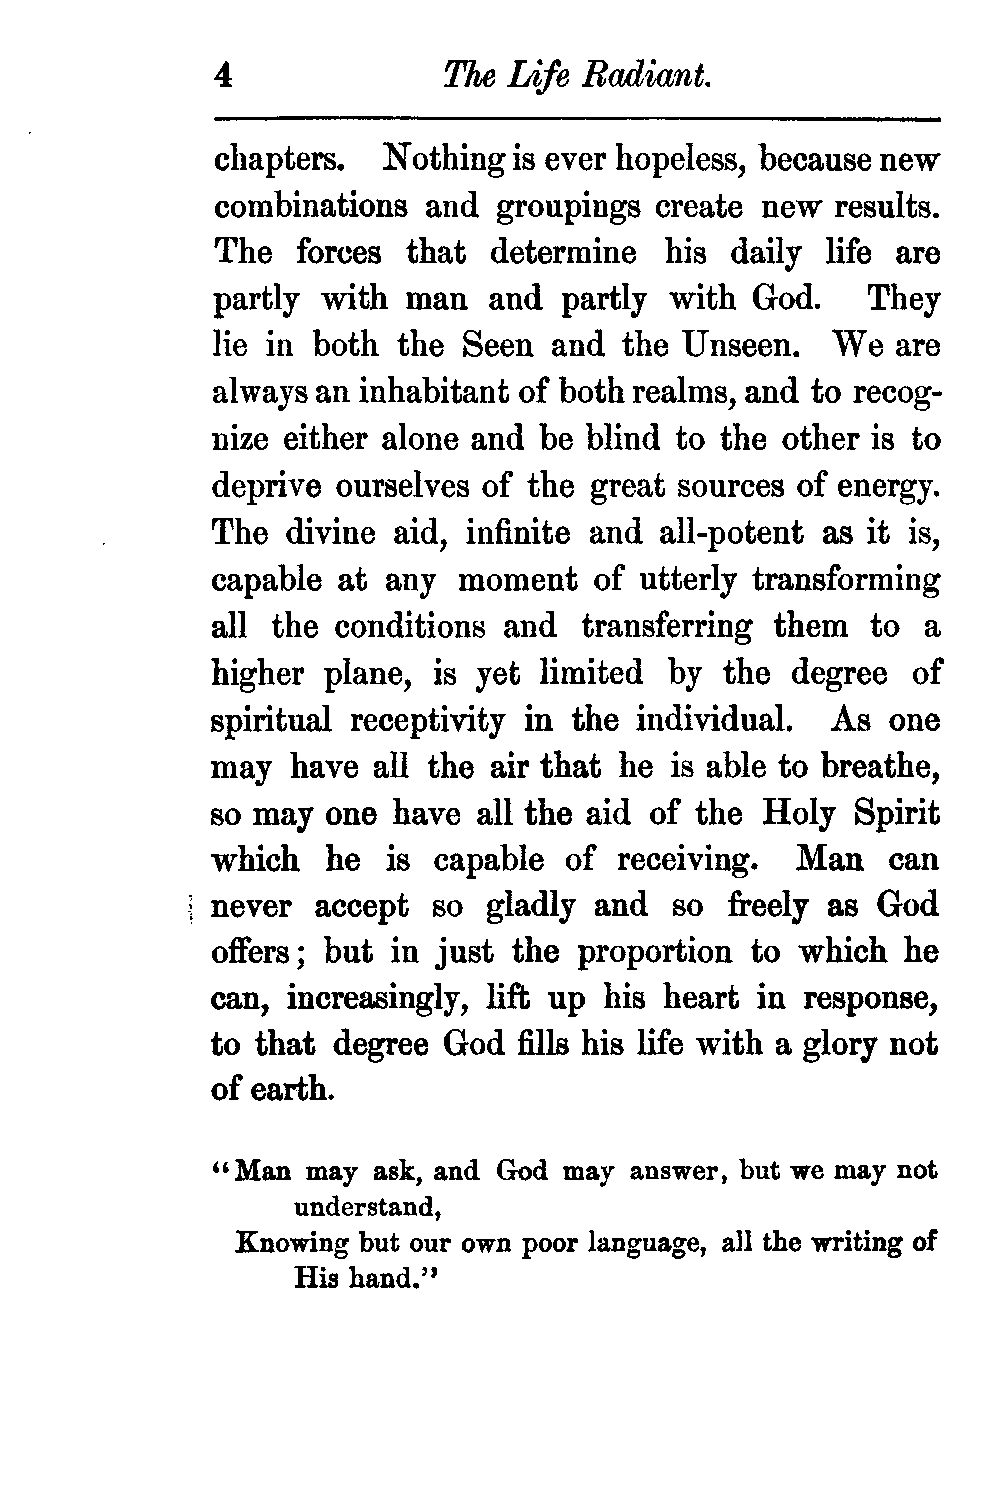 4 The Life Radiant.
chapters. Nothing is ever hopeless, because new
combinations and groupings create new results.
The forces that determine his daily life are
partly with man and partly with God. They
lie in both the Seen and the Unseen. We are
always an inhabitant of both realms, and to recog-
nize either alone and be blind to the other is to
deprive ourselves of the great sources of energy.
The divine aid, infinite and all-potent as it is,
capable at any moment of utterly transforming
all the conditions and transferring them to a
higher plane, is yet limited by the degree of
spiritual receptivity in the individual. As one
may have all the air that he is able to breathe,
so may one have all the aid of the Holy Spirit
which he is capable of receiving. Man can
never accept so gladly and so freely as God
offers; but in just the proportion to which he
can, increasingly, lift up his heart in response,
to that degree God fills his life with a glory not
of earth.
"Man may ask, and God may answer, but we may not
understand,
Knowing but our own poor language, all the writing of
His hand."